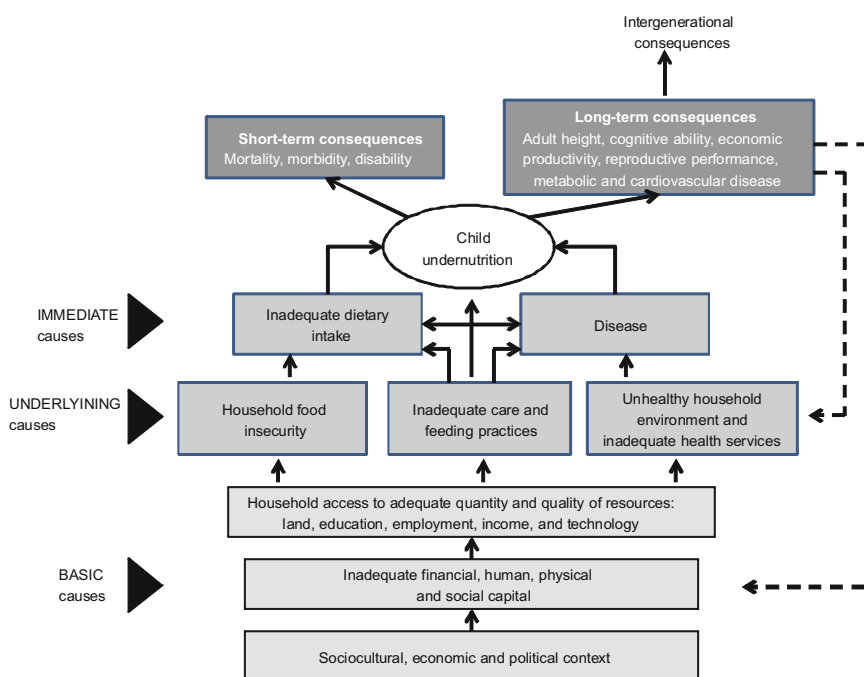 Intergenerational
consequences
Short-term consequences
Mortality, morbidity, disability
Long-term consequences
Adult height, cognitive ability, economic
productivity, reproductive performance,
metabolic and cardiovascular disease
Child
undernutrition
IMMEDIATE
causes
Inadequate dietary
intake
Disease
UNDERLYINING
causes
Household food
insecurity
Inadequate care and
feeding practices
Unhealthy household
environment and
inadequate health services
Household access to adequate quantity and quality of resources:
land, education, employment, income, and technology
BASIC
causes
Inadequate financial, human, physical
and social capital
Sociocultural, economic and political context